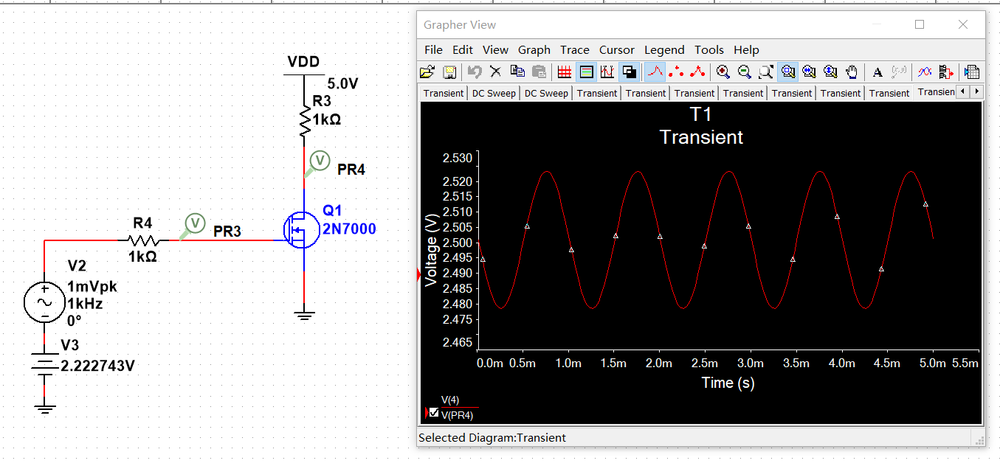 VDD
5.0V
R3
1kΩ
V
PR4
Q1
2N7000
R4
V
PR3
1kΩ
V2
1mVpk
1kHz
0°
V3
2.222743V
Grapher View
File Edit View Graph Trace Cursor Legend Tools Help
A
Transient DC Sweep DC Sweep Transient Transient Transient Transient Transient Transient Transient Transien
T1
Transient
Voltage (V)
2.530
2.520
2.515
2.510
2.505
2.500
2.495
2.490
2.485
2.480
2.475
2.465
0.0m 0.5m 1.0m 1.5m 2.0m 2.5m 3.0m 3.5m 4.0m 4.5m 5.0m 5.5m
Time (s)
V(4)
V(PR4)
Selected Diagram:Transient